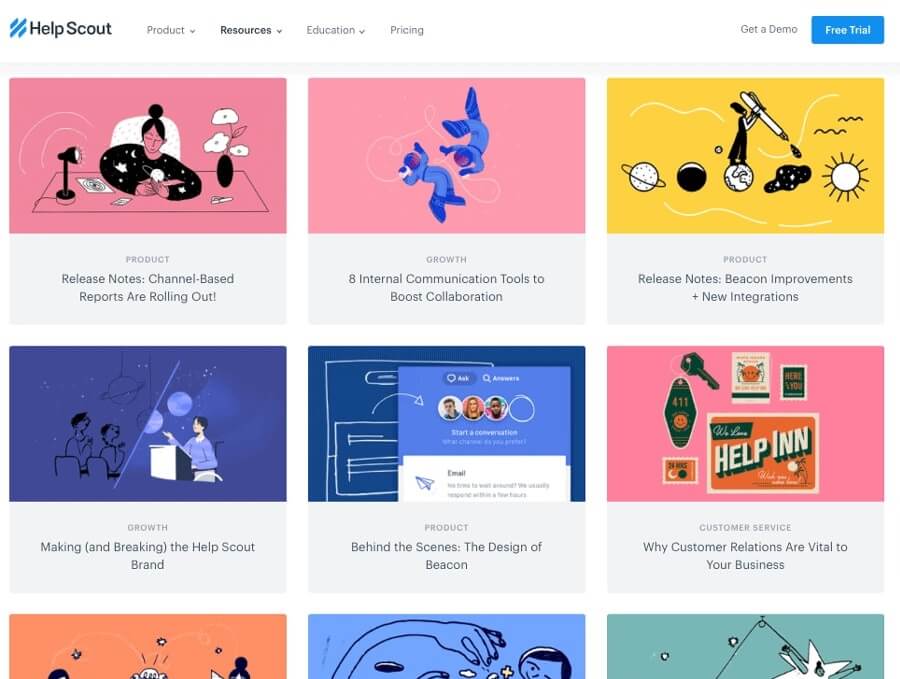 Help Scout
Product
Resources
Education
Pricing
Get a Demo
Free Trial
PRODUCT
Release Notes: Channel-Based
Reports Are Rolling Out!
GROWTH
8 Internal Communication Tools to
Boost Collaboration
PRODUCT
Release Notes: Beacon Improvements
+ New Integrations
Ask
Answers
Start a conversation
What channel do you prefer?
Email
No time to wait around? We usually
respond within a few hours.
411
HERE 4 YOU
24 HRS
We Love
HELP INN
GROWTH
Making (and Breaking) the Help Scout
Brand
PRODUCT
Behind the Scenes: The Design of
Beacon
CUSTOMER SERVICE
Why Customer Relations Are Vital to
Your Business